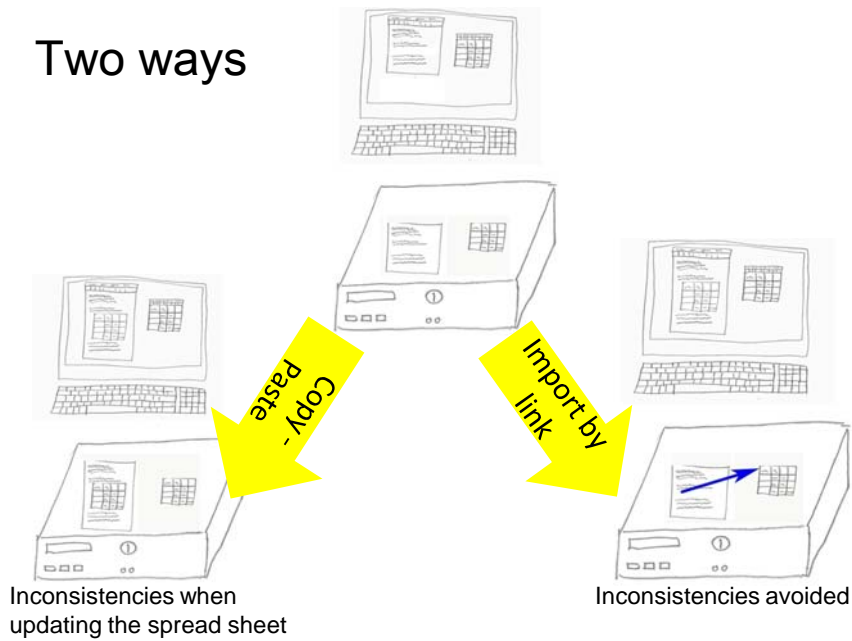 Two ways
Copy -
Paste
Import by
link
Inconsistencies when
updating the spread sheet
Inconsistencies avoided